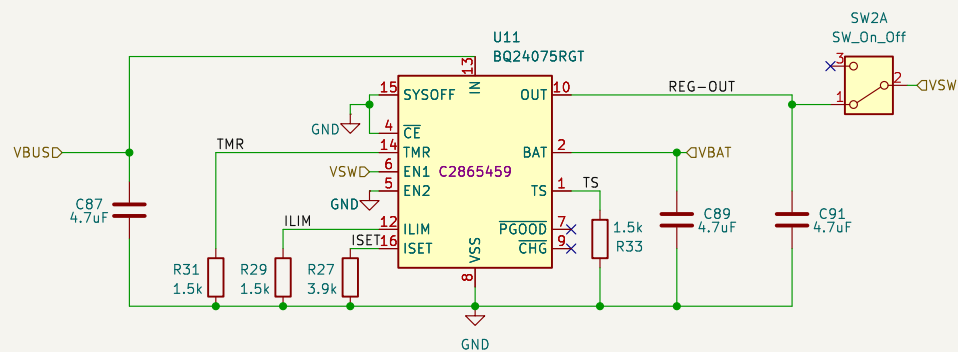 SW2A
SW_On_Off
U11
BQ24075RGT
3
2
1
VSW
13
IN
15
SYSOFF
OUT
10
REG-OUT
GND
4
CE
VBUS
TMR
14
TMR
BAT
2
VBAT
VSW
6
EN1
C2865459
GND
5
EN2
TS
1
TS
C87
4.7uF
ILIM
12
ILIM
PGOOD
7
ISET
16
ISET
CHG
9
VSS
8
1.5k
R33
C89
4.7uF
C91
4.7uF
R31
1.5k
R29
1.5k
R27
3.9k
GND